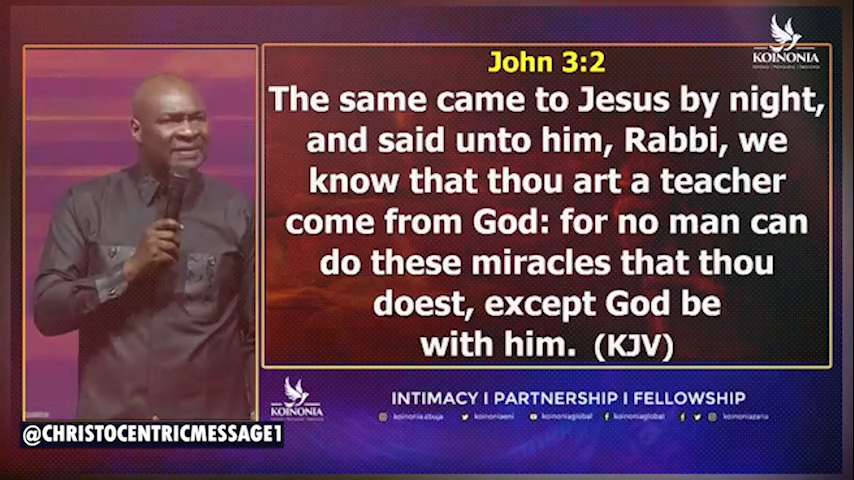 John 3:2
KOINONIA
The same came to Jesus by night,
and said unto him, Rabbi, we
know that thou art a teacher
come from God: for no man can
do these miracles that thou
doest, except God be
with him. (KJV)
KOINONIA
INTIMACY I PARTNERSHIP I FELLOWSHIP
koinonia.abuja koinoniaeni koinoniaglobal koinoniaglobal koinoniazaria
@CHRISTOCENTRICMESSAGE1